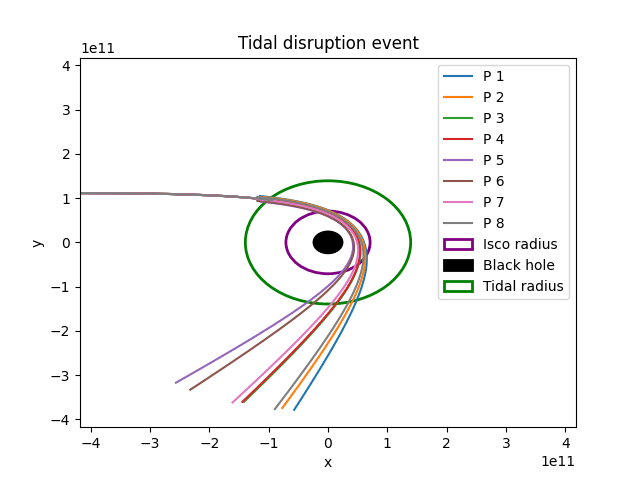 Tidal disruption event
1e11
4
3
2
1
0
−1
−2
−3
−4
y
−4 −3 −2 −1 0 1 2 3 4
x
1e11
P 1
P 2
P 3
P 4
P 5
P 6
P 7
P 8
Isco radius
Black hole
Tidal radius